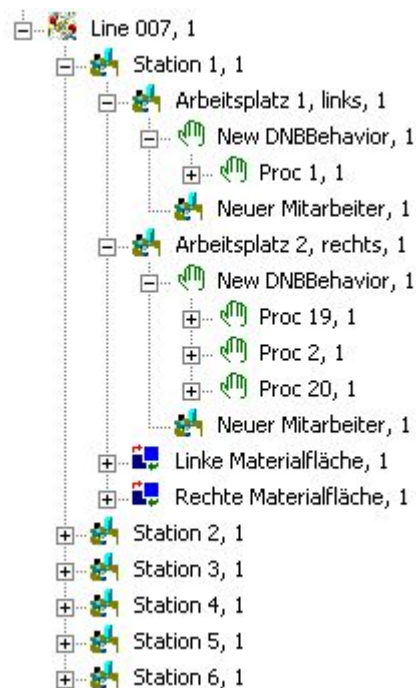 Line 007, 1
Station 1, 1
Arbeitsplatz 1, links, 1
New DNBBehavior, 1
Proc 1, 1
Neuer Mitarbeiter, 1
Arbeitsplatz 2, rechts, 1
New DNBBehavior, 1
Proc 19, 1
Proc 2, 1
Proc 20, 1
Neuer Mitarbeiter, 1
Linke Materialfläche, 1
Rechte Materialfläche, 1
Station 2, 1
Station 3, 1
Station 4, 1
Station 5, 1
Station 6, 1